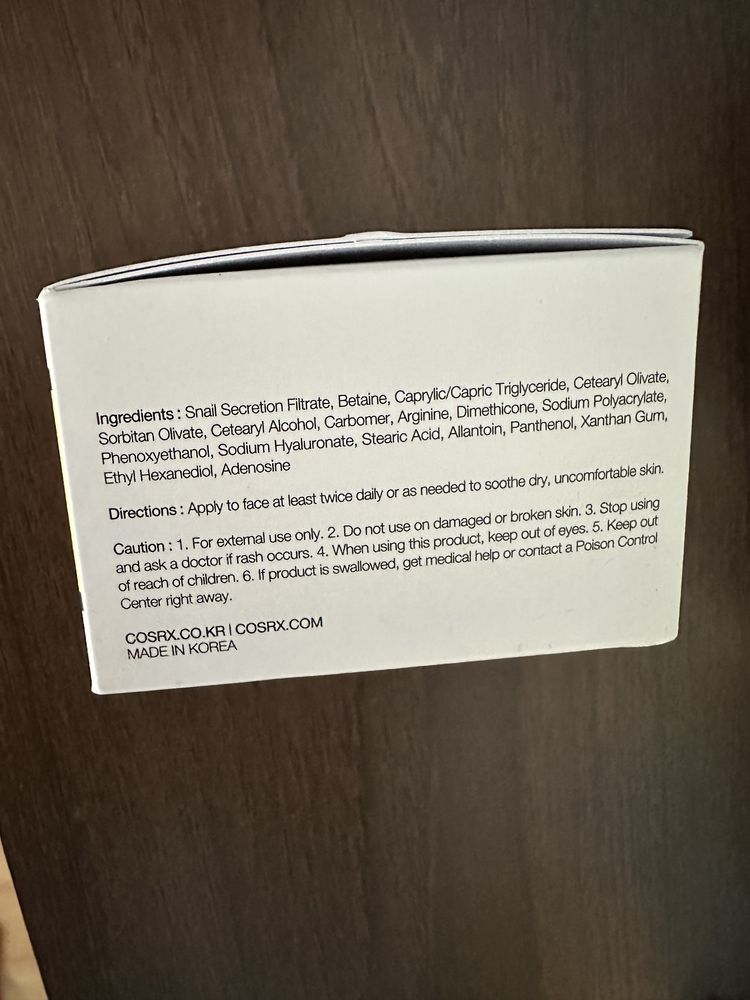 Ingredients : Snail Secretion Filtrate, Betaine, Caprylic/Capric Triglyceride, Cetearyl Olivate,
Sorbitan Olivate, Cetearyl Alcohol, Carbomer, Arginine, Dimethicone, Sodium Polyacrylate,
Phenoxyethanol, Sodium Hyaluronate, Stearic Acid, Allantoin, Panthenol, Xanthan Gum,
Ethyl Hexanediol, Adenosine
Directions : Apply to face at least twice daily or as needed to soothe dry, uncomfortable skin.
Caution : 1. For external use only. 2. Do not use on damaged or broken skin. 3. Stop using
and ask a doctor if rash occurs. 4. When using this product, keep out of eyes. 5. Keep out
of reach of children. 6. If product is swallowed, get medical help or contact a Poison Control
Center right away.
COSRX.CO.KR | COSRX.COM
MADE IN KOREA